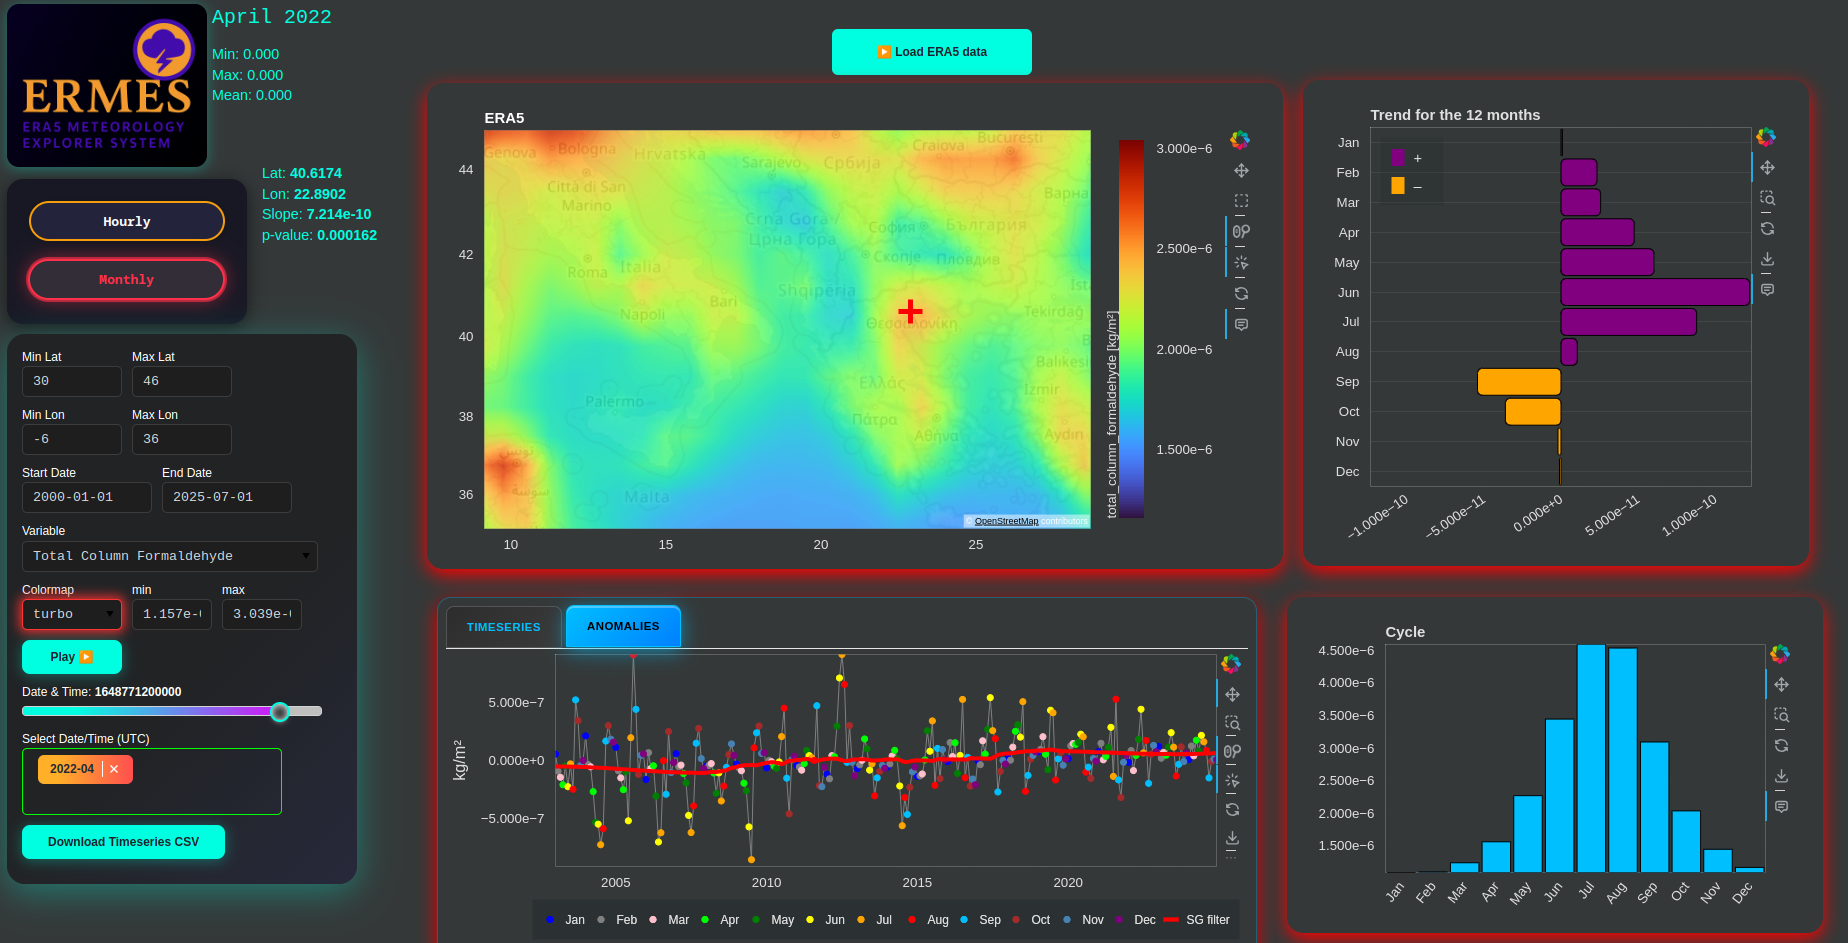 ERMES
ERA5 METEOROLOGY
EXPLORER SYSTEM
April 2022
Min: 0.000
Max: 0.000
Mean: 0.000
Lat: 40.6174
Lon: 22.8902
Slope: 7.214e-10
p-value: 0.000162
Hourly
Monthly
Min Lat
Max Lat
30
46
Min Lon
Max Lon
-6
36
Start Date
End Date
2000-01-01
2025-07-01
Variable
Total Column Formaldehyde
Colormap
min
max
turbo
1.157e-(
3.039e-(
Play
Date & Time: 1648771200000
Select Date/Time (UTC)
2022-04
Download Timeseries CSV
Load ERA5 data
ERA5
Genova
Bologna
Hrvatska
Sarajevo
Србија
Craiova
București
Città di San
Marino
Варна
Crna Gora /
Црна Гора
София
България
Скопје
Пловдив
Roma
Italia
Shqipëria
Bari
Napoli
Θεσσαλονίκη
Tekirdağ
Balıkesir
Ελλάς
İzmir
Palermo
Πάτρα
Αθήνα
Aydın
تونس
سوسة
Malta
© OpenStreetMap contributors
44
42
40
38
36
10
15
20
25
total_column_formaldehyde [kg/m²]
3.000e−6
2.500e−6
2.000e−6
1.500e−6
Trend for the 12 months
+
–
Jan
Feb
Mar
Apr
May
Jun
Jul
Aug
Sep
Oct
Nov
Dec
−1.000e−10
−5.000e−11
0.000e+0
5.000e−11
1.000e−10
TIMESERIES
ANOMALIES
kg/m²
5.000e−7
0.000e+0
−5.000e−7
2005
2010
2015
2020
Jan Feb Mar Apr May Jun Jul Aug Sep Oct Nov Dec SG filter
Cycle
4.500e−6
4.000e−6
3.500e−6
3.000e−6
2.500e−6
2.000e−6
1.500e−6
Jan
Feb
Mar
Apr
May
Jun
Jul
Aug
Sep
Oct
Nov
Dec